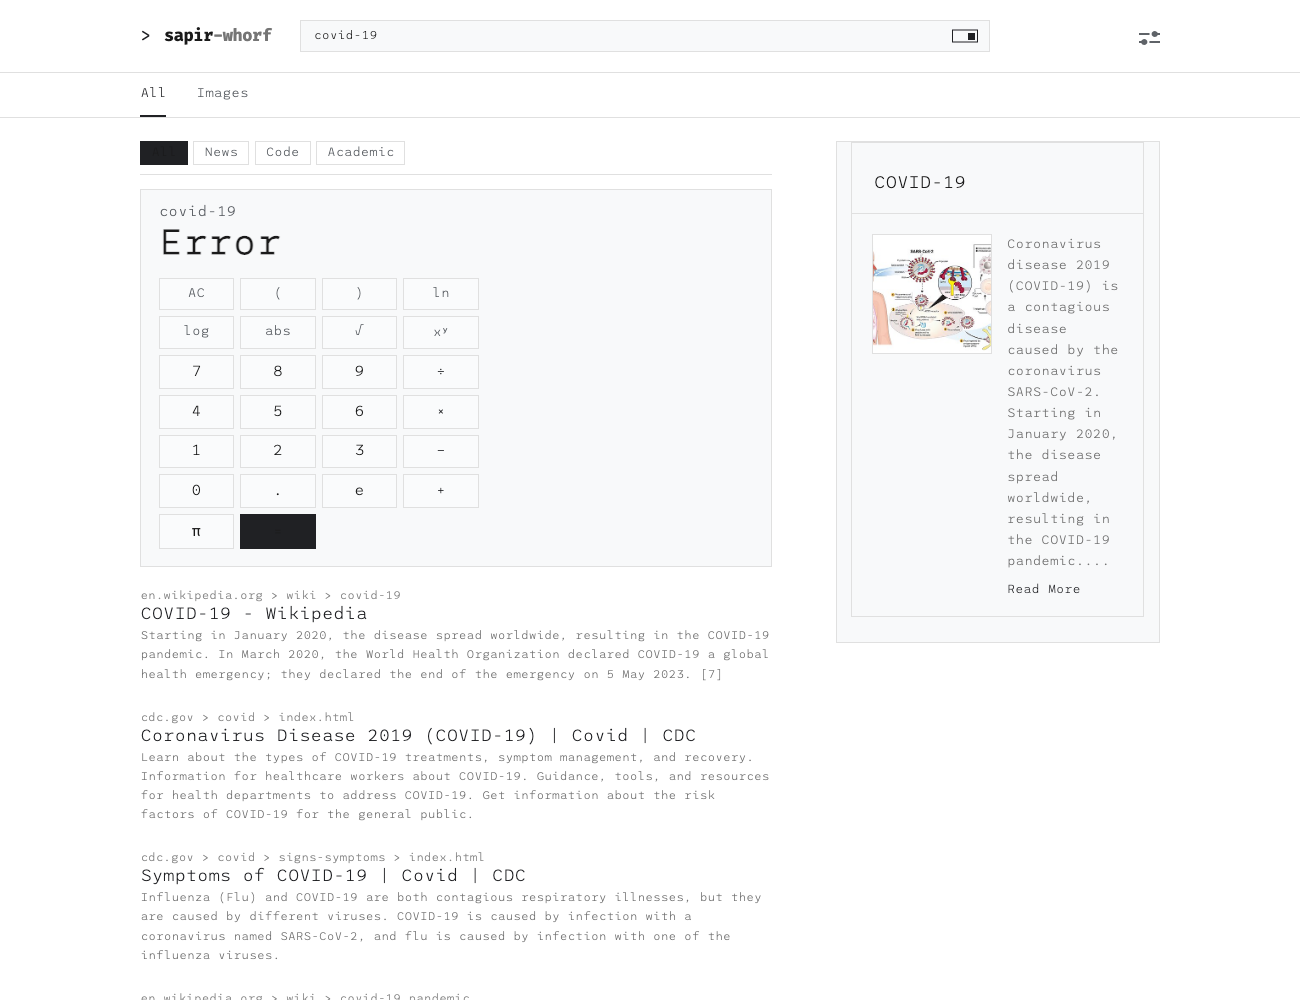 > sapir-whorf
covid-19
All
Images
News
Code
Academic
covid-19
Error
AC ( ) ln
log abs √ xʸ
7 8 9 ÷
4 5 6 ×
1 2 3 −
0 . e +
π
en.wikipedia.org > wiki > covid-19
COVID-19 - Wikipedia
Starting in January 2020, the disease spread worldwide, resulting in the COVID-19
pandemic. In March 2020, the World Health Organization declared COVID-19 a global
health emergency; they declared the end of the emergency on 5 May 2023. [7]
cdc.gov > covid > index.html
Coronavirus Disease 2019 (COVID-19) | Covid | CDC
Learn about the types of COVID-19 treatments, symptom management, and recovery.
Information for healthcare workers about COVID-19. Guidance, tools, and resources
for health departments to address COVID-19. Get information about the risk
factors of COVID-19 for the general public.
cdc.gov > covid > signs-symptoms > index.html
Symptoms of COVID-19 | Covid | CDC
Influenza (Flu) and COVID-19 are both contagious respiratory illnesses, but they
are caused by different viruses. COVID-19 is caused by infection with a
coronavirus named SARS-CoV-2, and flu is caused by infection with one of the
influenza viruses.
en.wikipedia.org > wiki > covid-19 pandemic
COVID-19
SARS-CoV-2
Coronavirus
disease 2019
(COVID-19) is
a contagious
disease
caused by the
coronavirus
SARS-CoV-2.
Starting in
January 2020,
the disease
spread
worldwide,
resulting in
the COVID-19
pandemic....
Read More